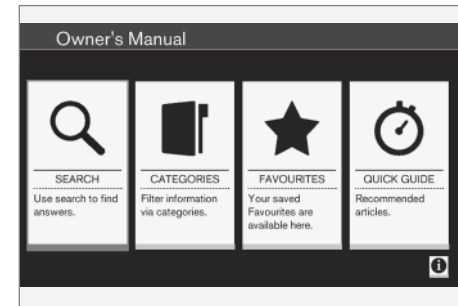 Owner's Manual
SEARCH
Use search to find
answers.
CATEGORIES
Filter information
via categories.
FAVOURITES
Your saved
Favourites are
available here.
QUICK GUIDE
Recommended
articles.
i